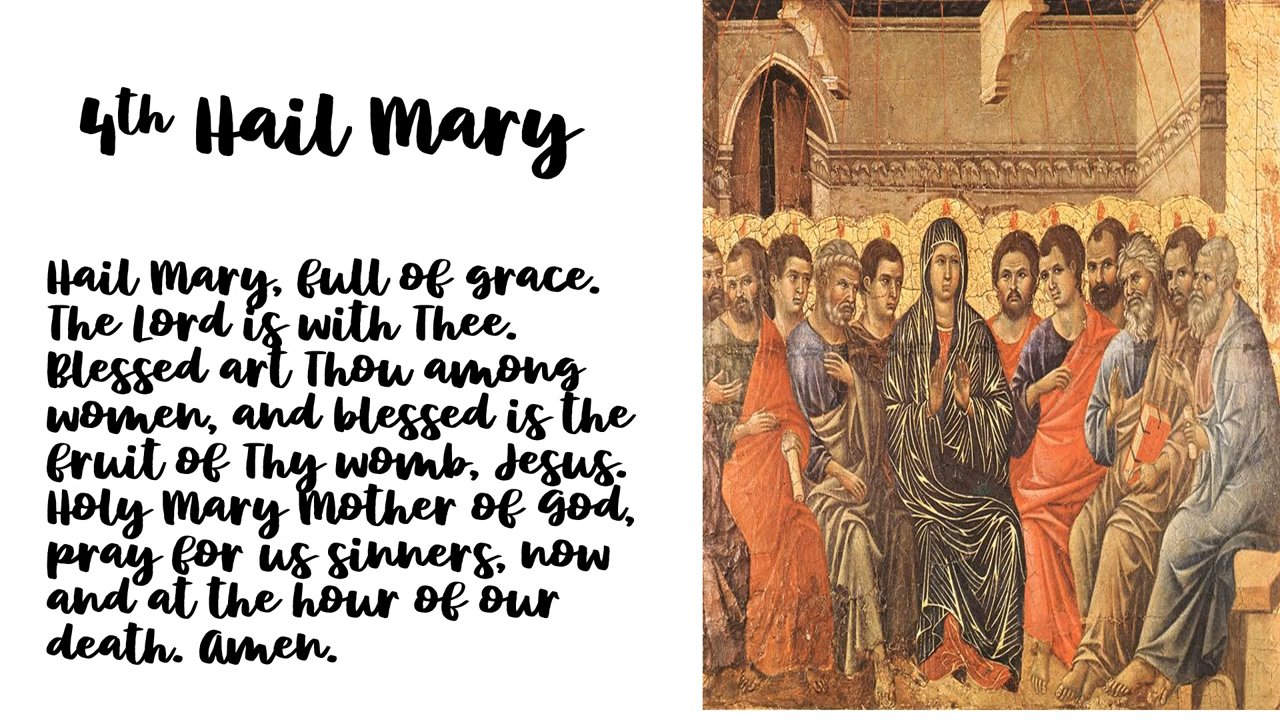 4th Hail Mary
Hail Mary, full of grace.
The Lord is with Thee.
Blessed art Thou among
women, and blessed is the
fruit of Thy womb, Jesus.
Holy Mary Mother of God,
pray for us sinners, now
and at the hour of our
death. Amen.